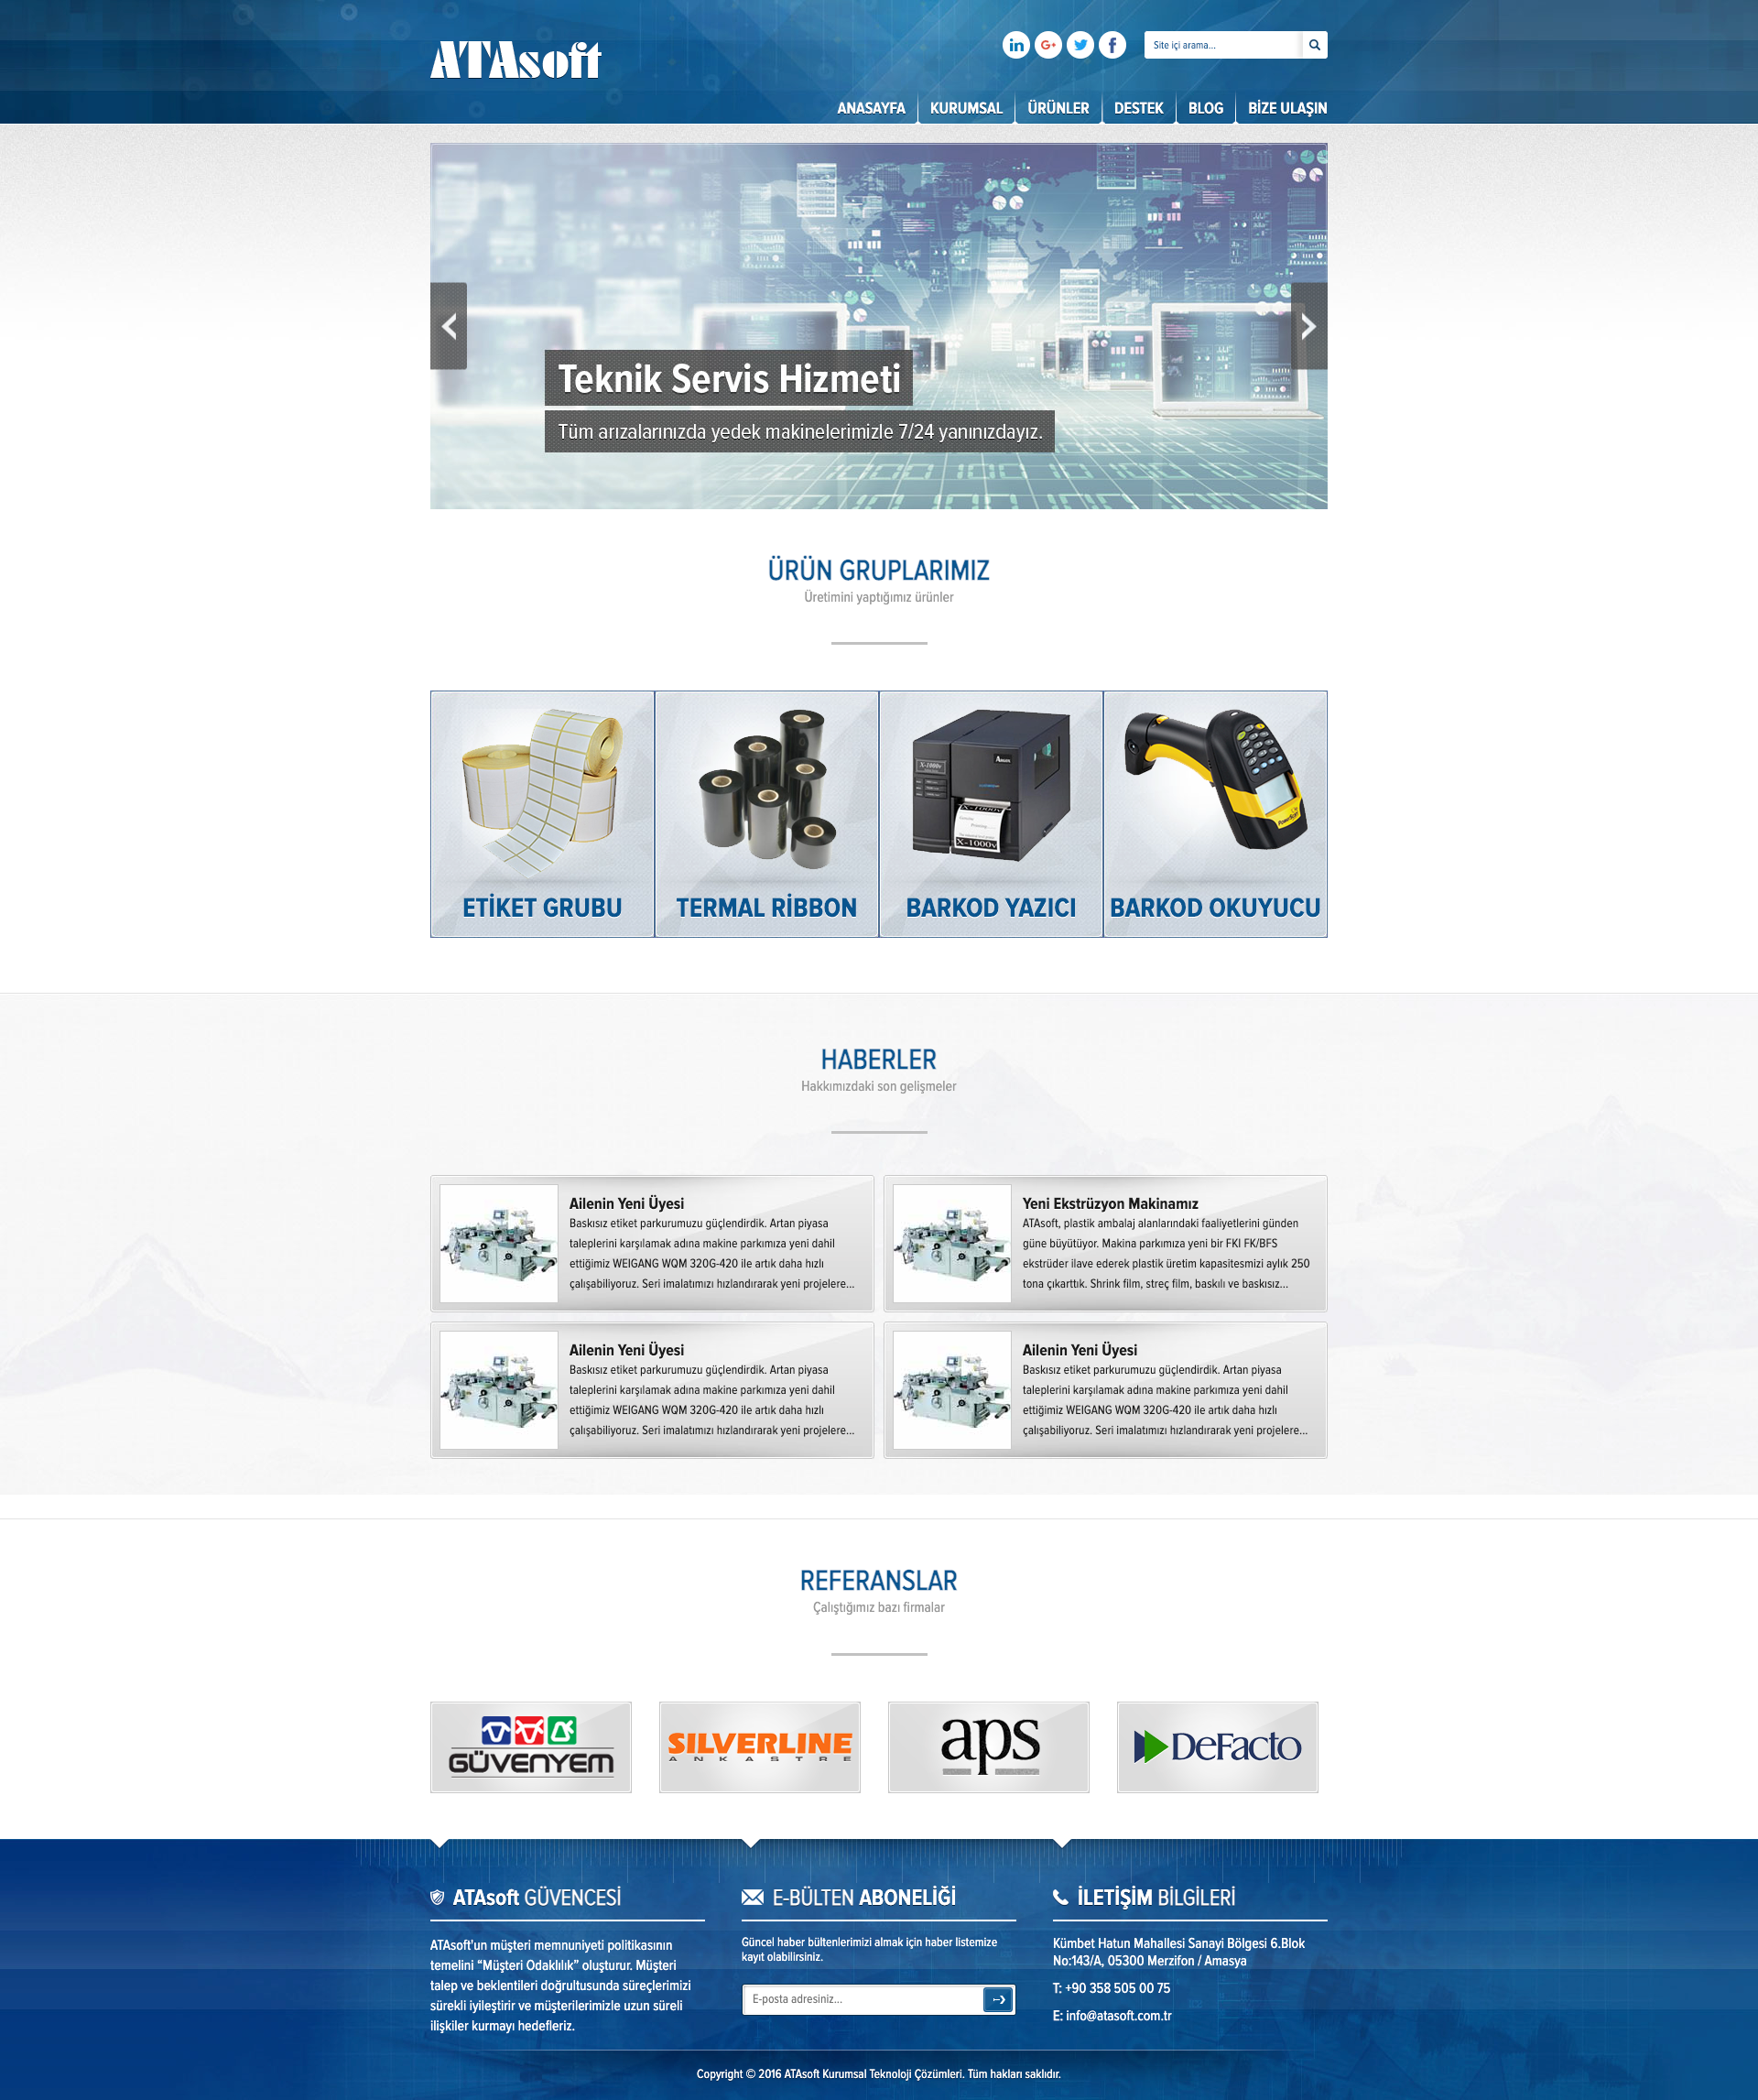 ATAsoft
in
G+
f
Site içi arama...
ANASAYFA
KURUMSAL
ÜRÜNLER
DESTEK
BLOG
BİZE ULAŞIN
Teknik Servis Hizmeti
Tüm arızalarınızda yedek makinelerimizle 7/24 yanınızdayız.
ÜRÜN GRUPLARIMIZ
Üretimini yaptığımız ürünler
X-1000v
X-1000v
ETİKET GRUBU
TERMAL RİBBON
BARKOD YAZICI
BARKOD OKUYUCU
HABERLER
Hakkımızdaki son gelişmeler
Ailenin Yeni Üyesi
Baskısız etiket parkurumuzu güçlendirdik. Artan piyasa
taleplerini karşılamak adına makine parkımıza yeni dahil
ettiğimiz WEIGANG WQM 320G-420 ile artık daha hızlı
çalışabiliyoruz. Seri imalatımızı hızlandırarak yeni projelere...
Yeni Ekstrüzyon Makinamız
ATAsoft, plastik ambalaj alanlarındaki faaliyetlerini günden
güne büyütüyor. Makina parkımıza yeni bir FKI FK/BFS
ekstrüder ilave ederek plastik üretim kapasitesmizi aylık 250
tona çıkarttık. Shrink film, streç film, baskılı ve baskısız...
Ailenin Yeni Üyesi
Baskısız etiket parkurumuzu güçlendirdik. Artan piyasa
taleplerini karşılamak adına makine parkımıza yeni dahil
ettiğimiz WEIGANG WQM 320G-420 ile artık daha hızlı
çalışabiliyoruz. Seri imalatımızı hızlandırarak yeni projelere...
Ailenin Yeni Üyesi
Baskısız etiket parkurumuzu güçlendirdik. Artan piyasa
taleplerini karşılamak adına makine parkımıza yeni dahil
ettiğimiz WEIGANG WQM 320G-420 ile artık daha hızlı
çalışabiliyoruz. Seri imalatımızı hızlandırarak yeni projelere...
REFERANSLAR
Çalıştığımız bazı firmalar
GÜVENYEM
SILVERLINE
ANKASTRE
aps
DeFacto
ATAsoft GÜVENCESİ
ATAsoft'un müşteri memnuniyeti politikasının
temelini “Müşteri Odaklılık” oluşturur. Müşteri
talep ve beklentileri doğrultusunda süreçlerimizi
sürekli iyileştirir ve müşterilerimizle uzun süreli
ilişkiler kurmayı hedefleriz.
E-BÜLTEN ABONELİĞİ
Güncel haber bültenlerimizi almak için haber listemize
kayıt olabilirsiniz.
E-posta adresiniz...
İLETİŞİM BİLGİLERİ
Kümbet Hatun Mahallesi Sanayi Bölgesi 6.Blok
No:143/A, 05300 Merzifon / Amasya
T: +90 358 505 00 75
E: info@atasoft.com.tr
Copyright © 2016 ATAsoft Kurumsal Teknoloji Çözümleri. Tüm hakları saklıdır.